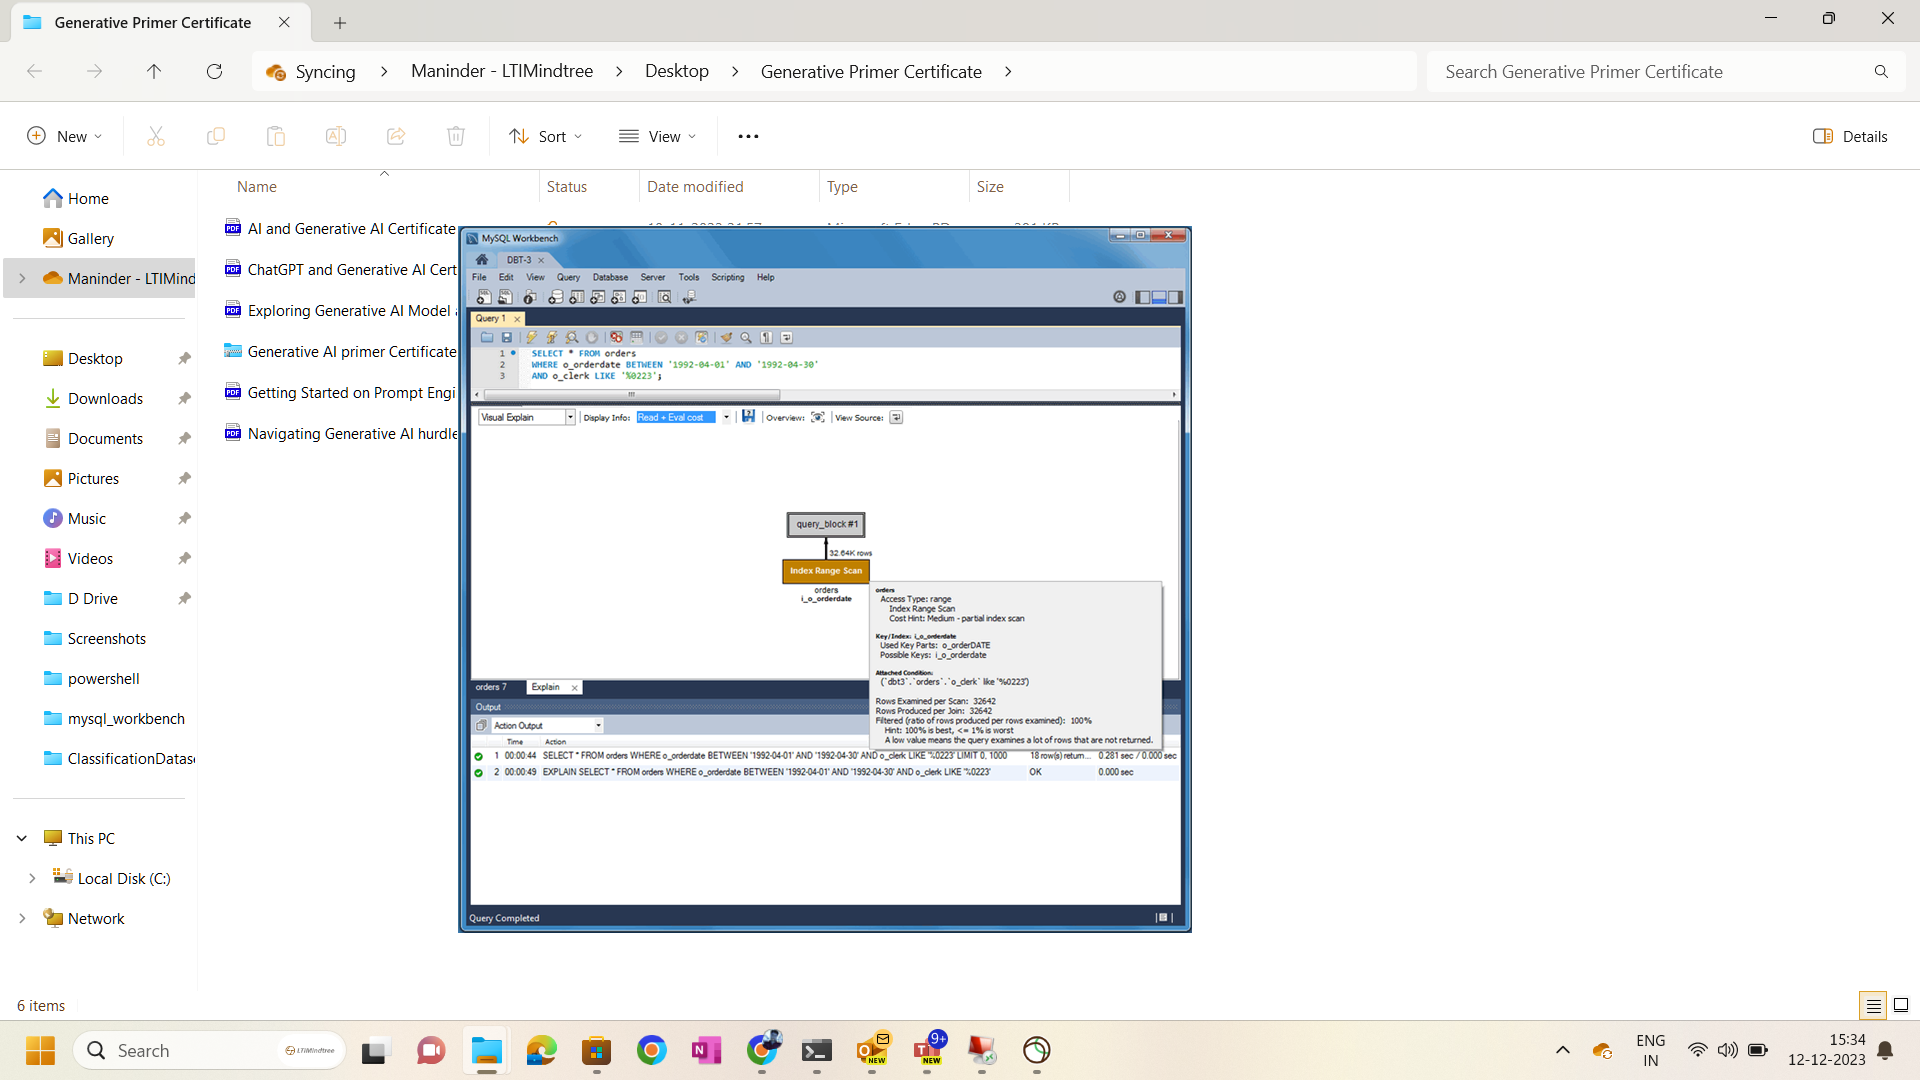 Generative Primer Certificate
Syncing > Maninder - LTIMindtree > Desktop > Generative Primer Certificate >
Search Generative Primer Certificate
New
Sort
View
Details
Name
Status
Date modified
Type
Size
Home
Gallery
Maninder - LTIMind
Desktop
Downloads
Documents
Pictures
Music
Videos
D Drive
Screenshots
powershell
mysql_workbench
ClassificationDatas
This PC
Local Disk (C:)
Network
AI and Generative AI Certificate
ChatGPT and Generative AI Cert
Exploring Generative AI Model
Generative AI primer Certificate
Getting Started on Prompt Engi
Navigating Generative AI hurdle
MySQL Workbench
DBT-3
File Edit View Query Database Server Tools Scripting Help
Query 1
1 SELECT * FROM orders
2 WHERE o_orderdate BETWEEN '1992-04-01' AND '1992-04-30'
3 AND o_clerk LIKE '%0223';
Visual Explain Display Info: Read + Eval cost Overview: View Source:
query_block #1
32.64K rows
Index Range Scan
orders
i_o_orderdate
orders
Access Type: range
Index Range Scan
Cost Hint: Medium - partial index scan
Key/Index: i_o_orderdate
Used Key Parts: o_orderDATE
Possible Keys: i_o_orderdate
Attached Condition:
(`dbt3`.`orders`.`o_clerk` like '%0223')
Rows Examined per Scan: 32642
Rows Produced per Join: 32642
Filtered (ratio of rows produced per rows examined): 100%
Hint: 100% is best, <= 1% is worst
A low value means the query examines a lot of rows that are not returned.
orders 7 Explain
Output
Action Output
Time Action
1 00:00:44 SELECT * FROM orders WHERE o_orderdate BETWEEN '1992-04-01' AND '1992-04-30' AND o_clerk LIKE '%0223' LIMIT 0, 1000 18 row(s) return... 0.281 sec / 0.000 sec
2 00:00:49 EXPLAIN SELECT * FROM orders WHERE o_orderdate BETWEEN '1992-04-01' AND '1992-04-30' AND o_clerk LIKE '%0223' OK 0.000 sec
Query Completed
6 items
Search
LTIMindtree
NEW
9+
NEW
ENG
IN
15:34
12-12-2023